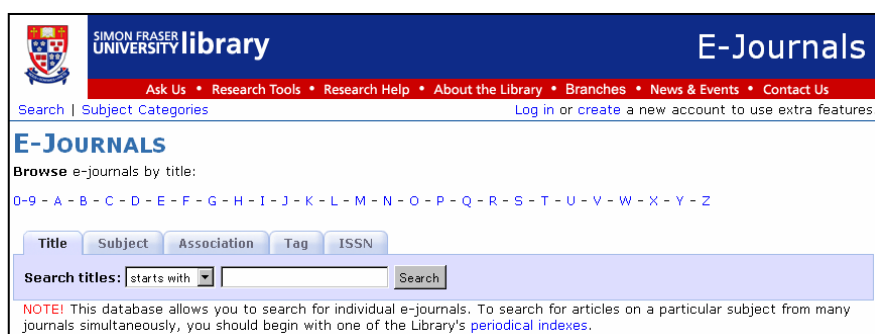 SIMON FRASER
UNIVERSITY library
E-Journals
Ask Us • Research Tools • Research Help • About the Library • Branches • News & Events • Contact Us
Search | Subject Categories
Log in or create a new account to use extra features
E-JOURNALS
Browse e-journals by title:
0-9 - A - B - C - D - E - F - G - H - I - J - K - L - M - N - O - P - Q - R - S - T - U - V - W - X - Y - Z
Title Subject Association Tag ISSN
Search titles: starts with Search
NOTE! This database allows you to search for individual e-journals. To search for articles on a particular subject from many
journals simultaneously, you should begin with one of the Library's periodical indexes.